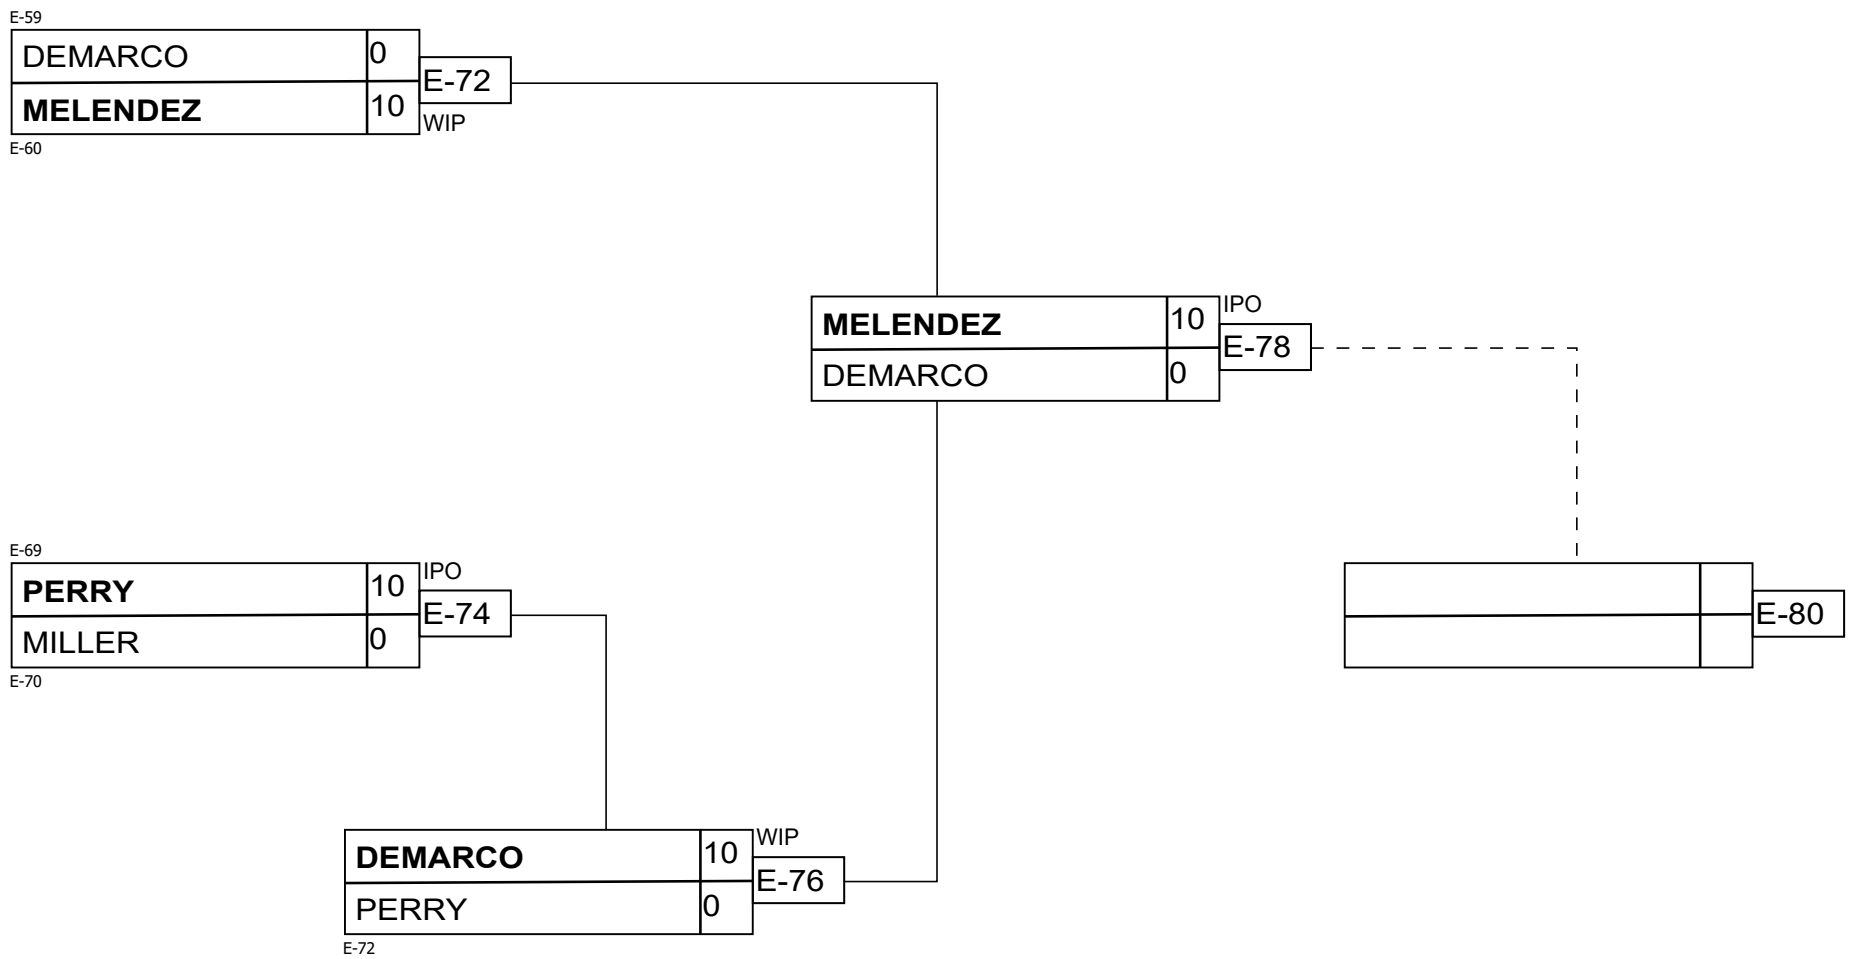 E-59
DEMARCO 0
E-72
MELENDEZ 10
WIP
E-60
MELENDEZ 10 IPO
E-78
DEMARCO 0
E-69
PERRY 10 IPO
E-74
MILLER 0
E-70
E-80
DEMARCO 10 WIP
E-76
PERRY 0
E-72